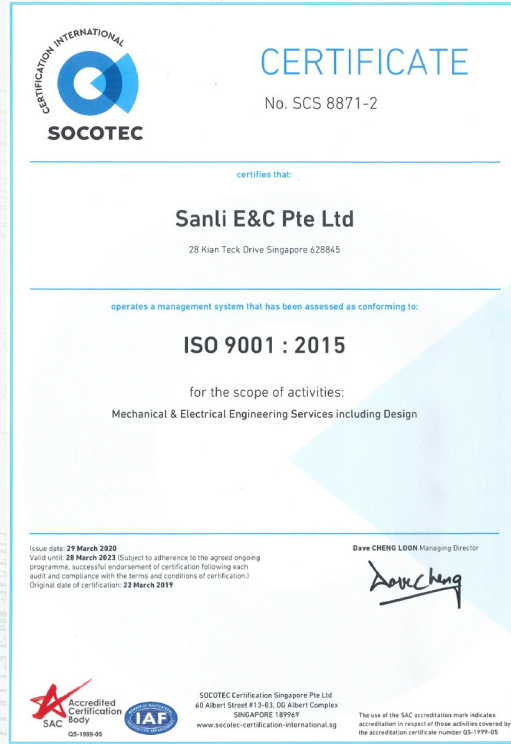 CERTIFICATION INTERNATIONAL
SOCOTEC
CERTIFICATE
No. SCS 8871-2
certifies that:
Sanli E&C Pte Ltd
28 Kian Teck Drive Singapore 628845
operates a management system that has been assessed as conforming to:
ISO 9001 : 2015
for the scope of activities:
Mechanical & Electrical Engineering Services including Design
Issue date: 29 March 2020
Valid until: 28 March 2023 (Subject to adherence to the agreed ongoing
programme, successful endorsement of certification following each
audit and compliance with the terms and conditions of certification.)
Original date of certification: 22 March 2019
Dave CHENG LOON Managing Director
Dave Cheng
SAC
Accredited
Certification
Body
QS-1999-05
IAF
SOCOTEC Certification Singapore Pte Ltd
60 Albert Street #13-03, OG Albert Complex
SINGAPORE 189969
www.socotec-certification-international.sg
The use of the SAC accreditation mark indicates
accreditation in respect of those activities covered by
the accreditation certificate number QS-1999-05